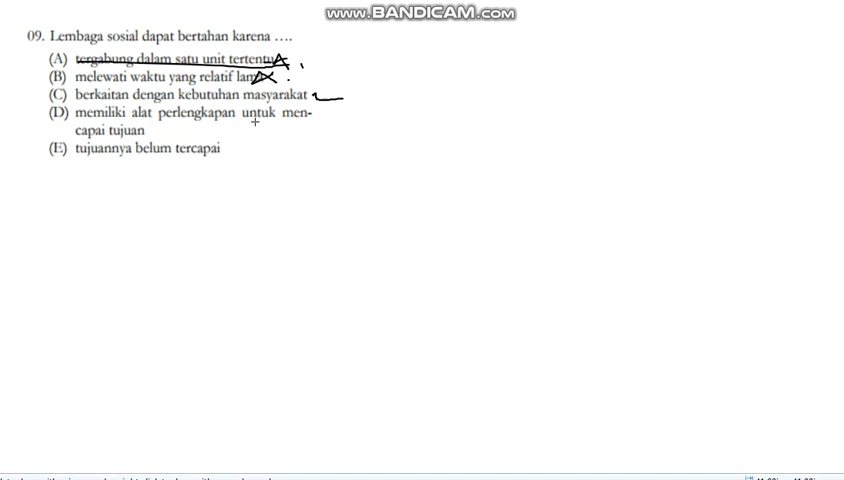 www.BANDICAM.com
09. Lembaga sosial dapat bertahan karena ....
(A) tergabung dalam satu unit tertentu
(B) melewati waktu yang relatif lama
(C) berkaitan dengan kebutuhan masyarakat
(D) memiliki alat perlengkapan untuk men-
capai tujuan
(E) tujuannya belum tercapai